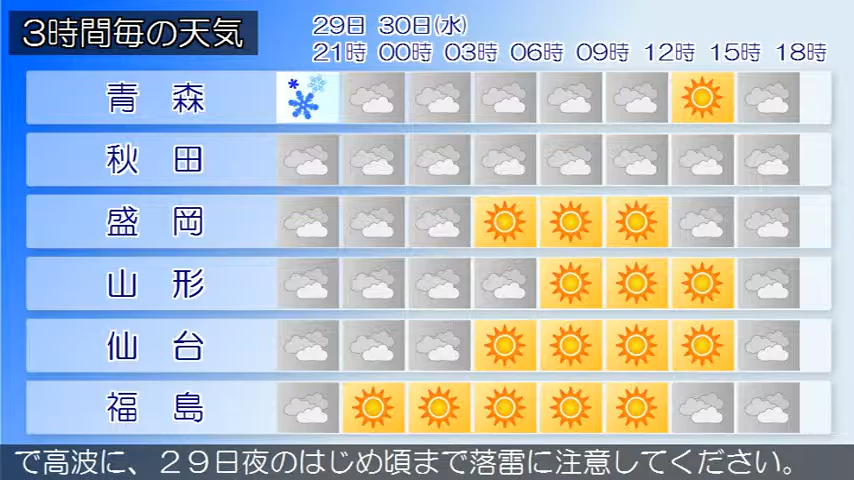 3時間毎の天気
29日 30日(水)
21時 00時 03時 06時 09時 12時 15時 18時
青森
秋田
盛岡
山形
仙台
福島
で高波に、２９日夜のはじめ頃まで落雷に注意してください。